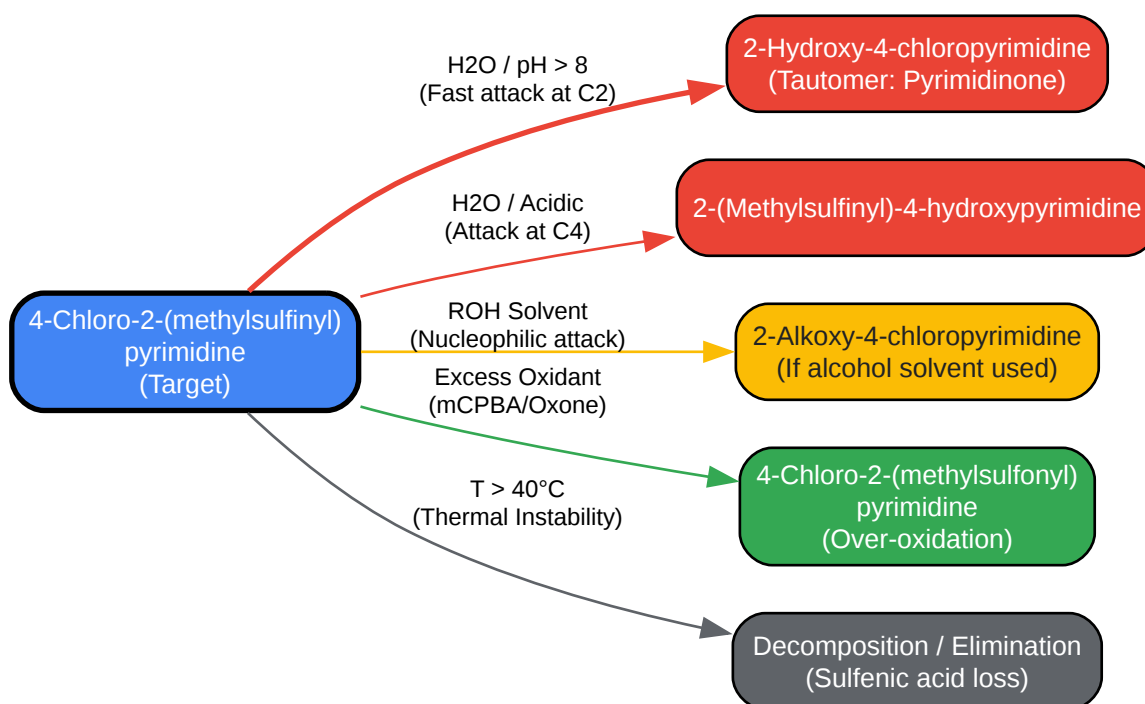 H2O / pH > 8
(Fast attack at C2)
2-Hydroxy-4-chloropyrimidine
(Tautomer: Pyrimidinone)
H2O / Acidic
(Attack at C4)
2-(Methylsulfinyl)-4-hydroxypyrimidine
4-Chloro-2-(methylsulfinyl)
pyrimidine
(Target)
ROH Solvent
(Nucleophilic attack)
2-Alkoxy-4-chloropyrimidine
(If alcohol solvent used)
Excess Oxidant
(mCPBA/Oxone)
4-Chloro-2-(methylsulfonyl)
pyrimidine
(Over-oxidation)
T > 40°C
(Thermal Instability)
Decomposition / Elimination
(Sulfenic acid loss)